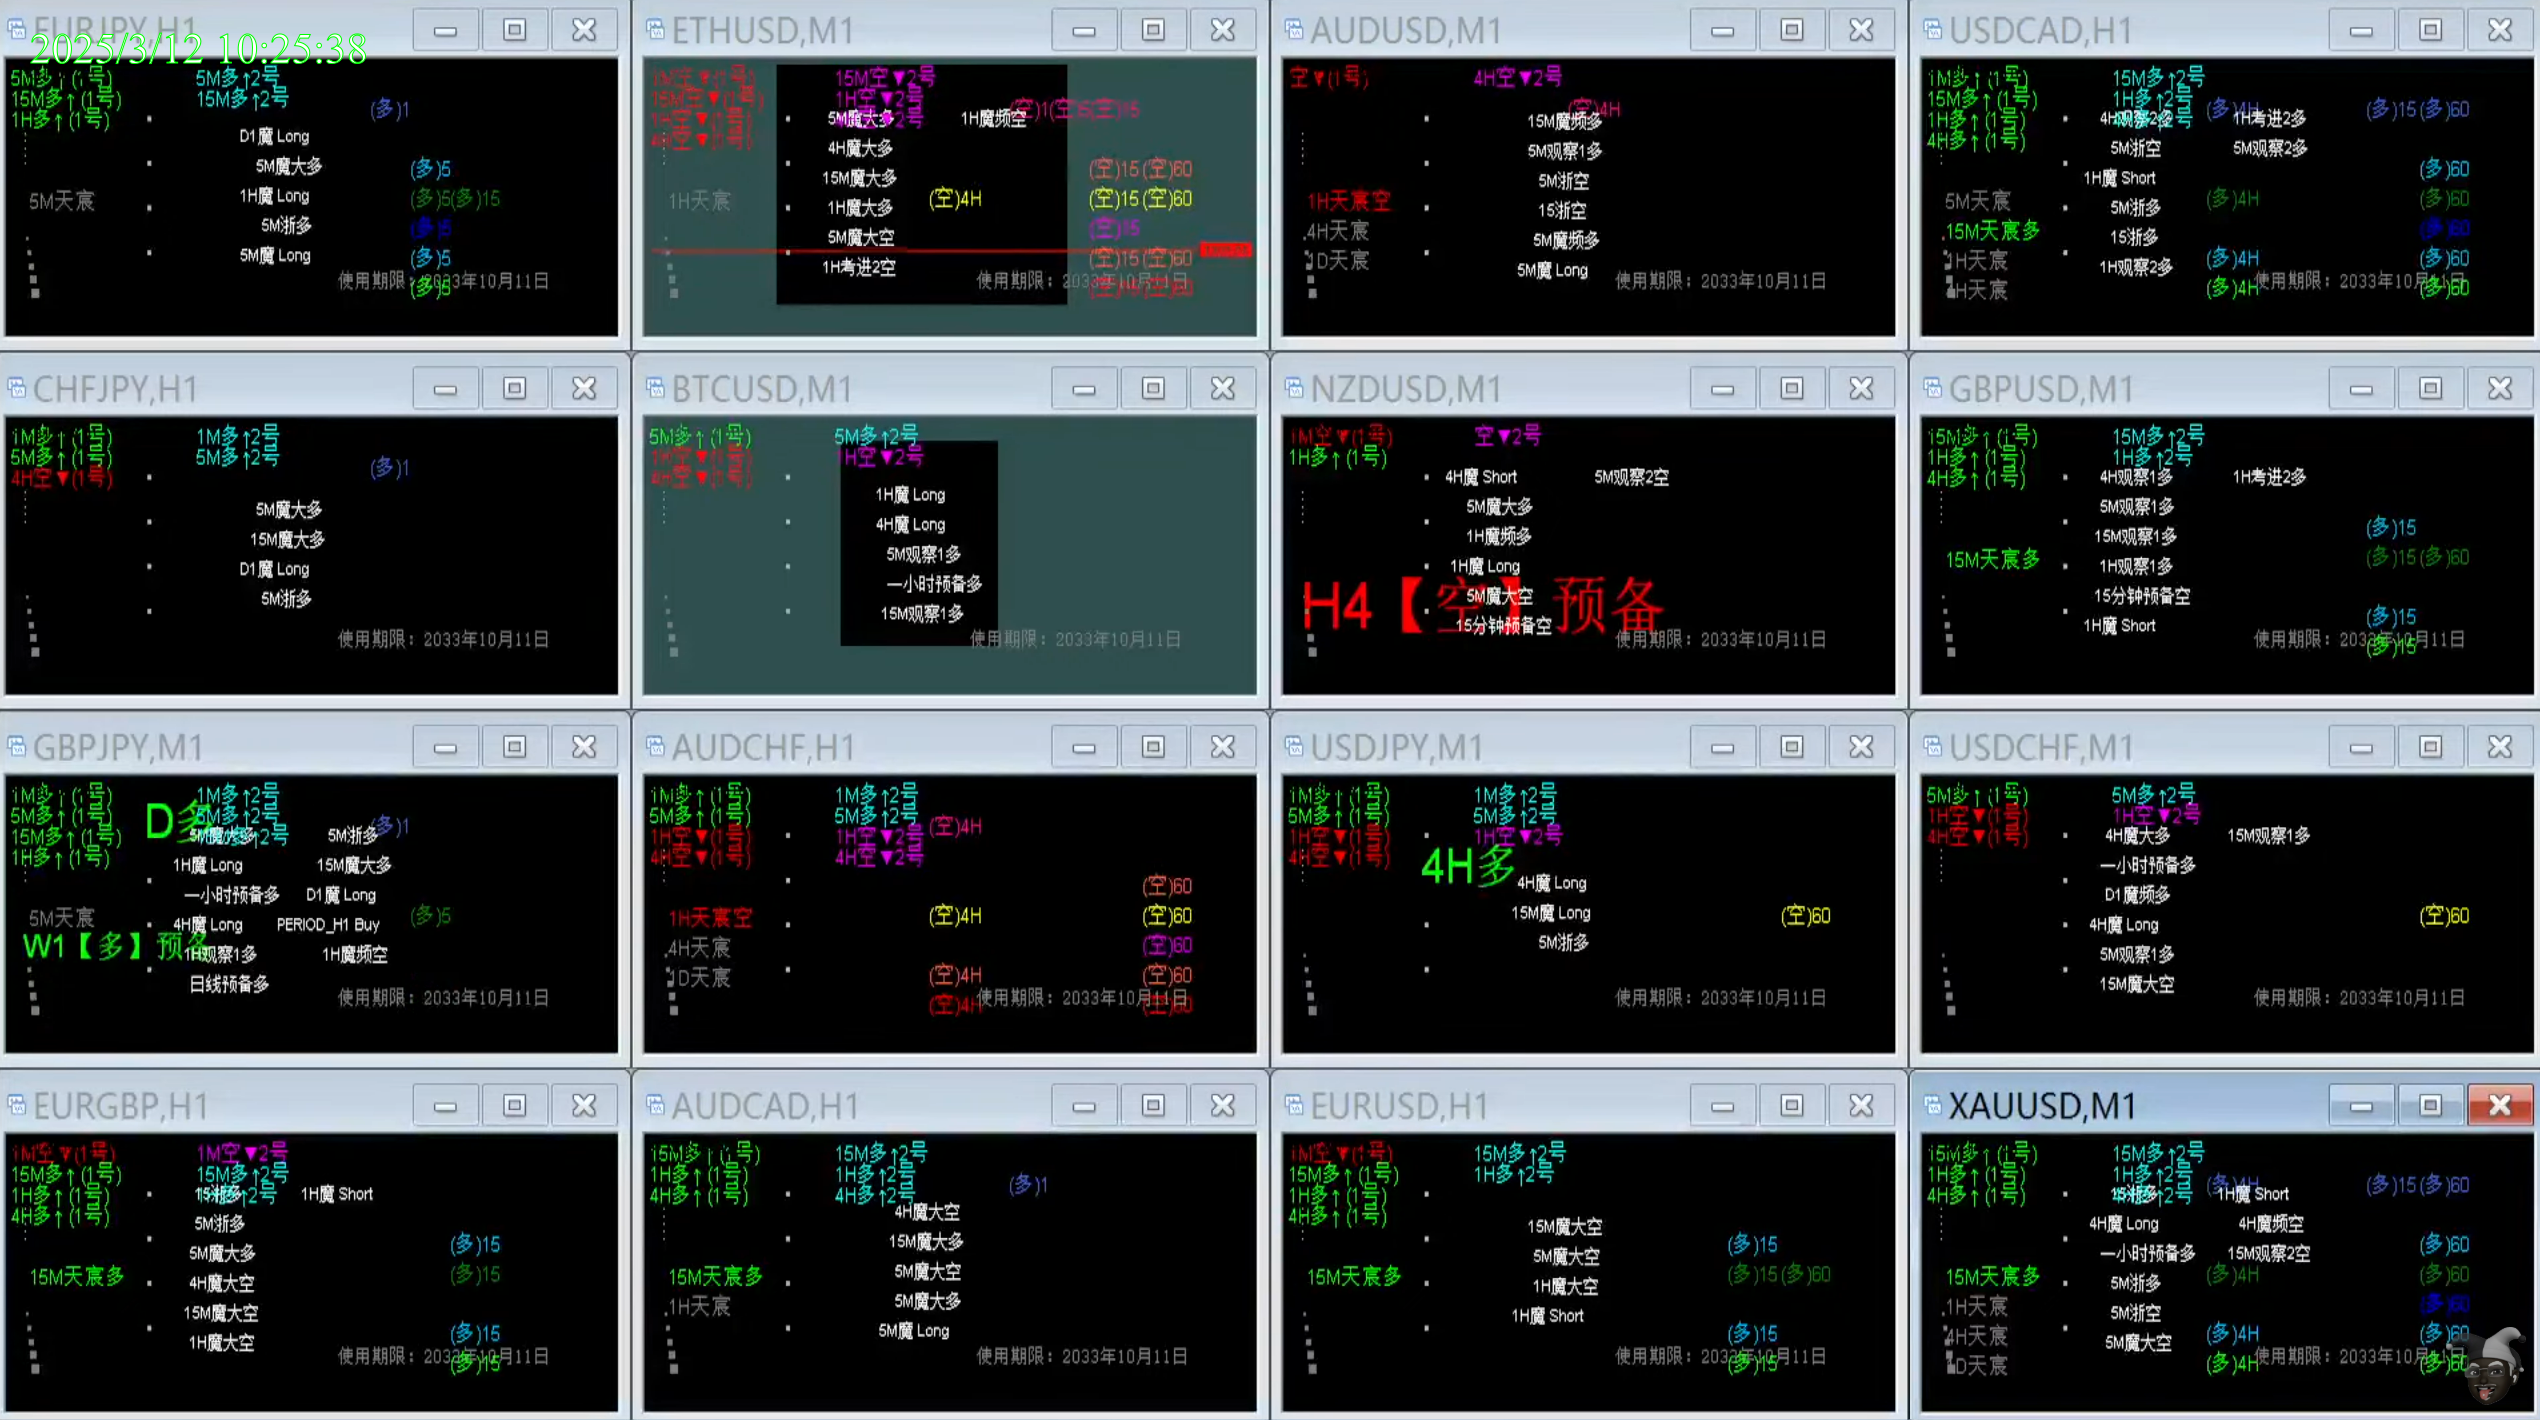 EURJPY,H1
2025/3/12 10:25:38
5M多↑(1号)
15M多↑(1号)
1H多↑(1号)
5M多↑2号
15M多↑2号
(多)1
D1魔 Long
5M魔大多
(多)5
5M天宸
1H魔 Long
(多)5(多)15
5M浙多
(多)5
5M魔 Long
(多)5
使用期限：2033年10月11日
(多)5
ETHUSD,M1
1M空▼(1号)
15M空▼(1号)
1H空▼(1号)
4H空▼(1号)
15M空▼2号
1H空▼2号
5M魔大多
1H魔频空
4H魔大多
15M魔大多
(空)15(空)60
1H天宸
1H魔大多
(空)4H
(空)15(空)60
5M魔大空
(空)15
(空)15(空)60
1H考进2空
使用期限：2033年10月11日
AUDUSD,M1
空▼(1号)
4H空▼2号
(空)4H
15M魔频多
5M观察1多
5M浙空
1H天宸空
15浙空
4H天宸
5M魔频多
1D天宸
5M魔 Long
使用期限：2033年10月11日
USDCAD,H1
1M多↑(1号)
15M多↑(1号)
1H多↑(1号)
4H多↑(1号)
15M多↑2号
1H多↑2号
(多)4H
(多)15(多)60
4H观察2多
1H考进2多
5M浙空
5M观察2多
1H魔 Short
(多)60
5M天宸
5M浙多
(多)4H
(多)60
15M天宸多
15浙多
(多)60
1H天宸
1H观察2多
(多)4H
(多)60
4H天宸
(多)4H
使用期限：2033年10月11日
(多)60
CHFJPY,H1
1M多↑(1号)
5M多↑(1号)
4H空▼(1号)
1M多↑2号
5M多↑2号
(多)1
5M魔大多
15M魔大多
D1魔 Long
5M浙多
使用期限：2033年10月11日
BTCUSD,M1
5M多↑(1号)
1H空▼(1号)
4H空▼(1号)
5M多↑2号
1H空▼2号
1H魔 Long
4H魔 Long
5M观察1多
一小时预备多
15M观察1多
使用期限：2033年10月11日
NZDUSD,M1
1M空▼(1号)
1H多↑(1号)
空▼2号
4H魔 Short
5M观察2空
5M魔大多
1H魔频多
1H魔 Long
5M魔大空
H4【空】预备
15分钟预备空
使用期限：2033年10月11日
GBPUSD,M1
15M多↑(1号)
1H多↑(1号)
4H多↑(1号)
15M多↑2号
1H多↑2号
4H观察1多
1H考进2多
5M观察1多
15M观察1多
(多)15
15M天宸多
1H观察1多
(多)15(多)60
15分钟预备空
1H魔 Short
(多)15
使用期限：2033年10月11日
(多)15
GBPJPY,M1
1M多↑(1号)
5M多↑(1号)
15M多↑(1号)
1H多↑(1号)
D多
1M多↑2号
5M多↑2号
(多)1
5M魔大多
5M浙多
1H魔 Long
15M魔大多
一小时预备多
D1魔 Long
5M天宸
4H魔 Long
PERIOD_H1 Buy
(多)5
W1【多】预备
1H观察1多
1H魔频空
日线预备多
使用期限：2033年10月11日
AUDCHF,H1
1M多↑(1号)
5M多↑(1号)
1H空▼(1号)
4H空▼(1号)
1M多↑2号
5M多↑2号
1H空▼2号
4H空▼2号
(空)4H
(空)60
1H天宸空
(空)4H
(空)60
4H天宸
(空)60
1D天宸
(空)4H
(空)60
(空)4H
使用期限：2033年10月11日
(空)60
USDJPY,M1
1M多↑(1号)
5M多↑(1号)
1H空▼(1号)
4H空▼(1号)
1M多↑2号
5M多↑2号
1H空▼2号
4H多
4H魔 Long
15M魔 Long
(空)60
5M浙多
使用期限：2033年10月11日
USDCHF,M1
5M多↑(1号)
1H空▼(1号)
4H空▼(1号)
5M多↑2号
1H空▼2号
4H魔大多
15M观察1多
一小时预备多
D1魔频多
4H魔 Long
(空)60
5M观察1多
15M魔大空
使用期限：2033年10月11日
EURGBP,H1
1M空▼(1号)
15M多↑(1号)
1H多↑(1号)
4H多↑(1号)
1M空▼2号
15M多↑2号
15浙多
1H魔 Short
5M浙多
5M魔大多
(多)15
15M天宸多
4H魔大空
(多)15
15M魔大空
1H魔大空
(多)15
使用期限：2033年10月11日
(多)15
AUDCAD,H1
15M多↑(1号)
1H多↑(1号)
4H多↑(1号)
15M多↑2号
1H多↑2号
4H多↑2号
(多)1
4H魔大空
15M魔大多
15M天宸多
5M魔大空
1H天宸
5M魔大多
5M魔 Long
使用期限：2033年10月11日
EURUSD,H1
1M空▼(1号)
15M多↑(1号)
1H多↑(1号)
4H多↑(1号)
15M多↑2号
1H多↑2号
15M魔大空
5M魔大空
(多)15
15M天宸多
1H魔大空
(多)15(多)60
1H魔 Short
(多)15
使用期限：2033年10月11日
(多)15
XAUUSD,M1
15M多↑(1号)
1H多↑(1号)
4H多↑(1号)
15M多↑2号
1H多↑2号
(多)4H
(多)15(多)60
15浙多
1H魔 Short
4H魔 Long
4H魔频空
一小时预备多
15M观察2空
(多)60
15M天宸多
5M浙多
(多)4H
(多)60
1H天宸
5M浙空
(多)60
4H天宸
5M魔大空
(多)4H
(多)60
1D天宸
(多)4H
使用期限：2033年10月11日
(多)60